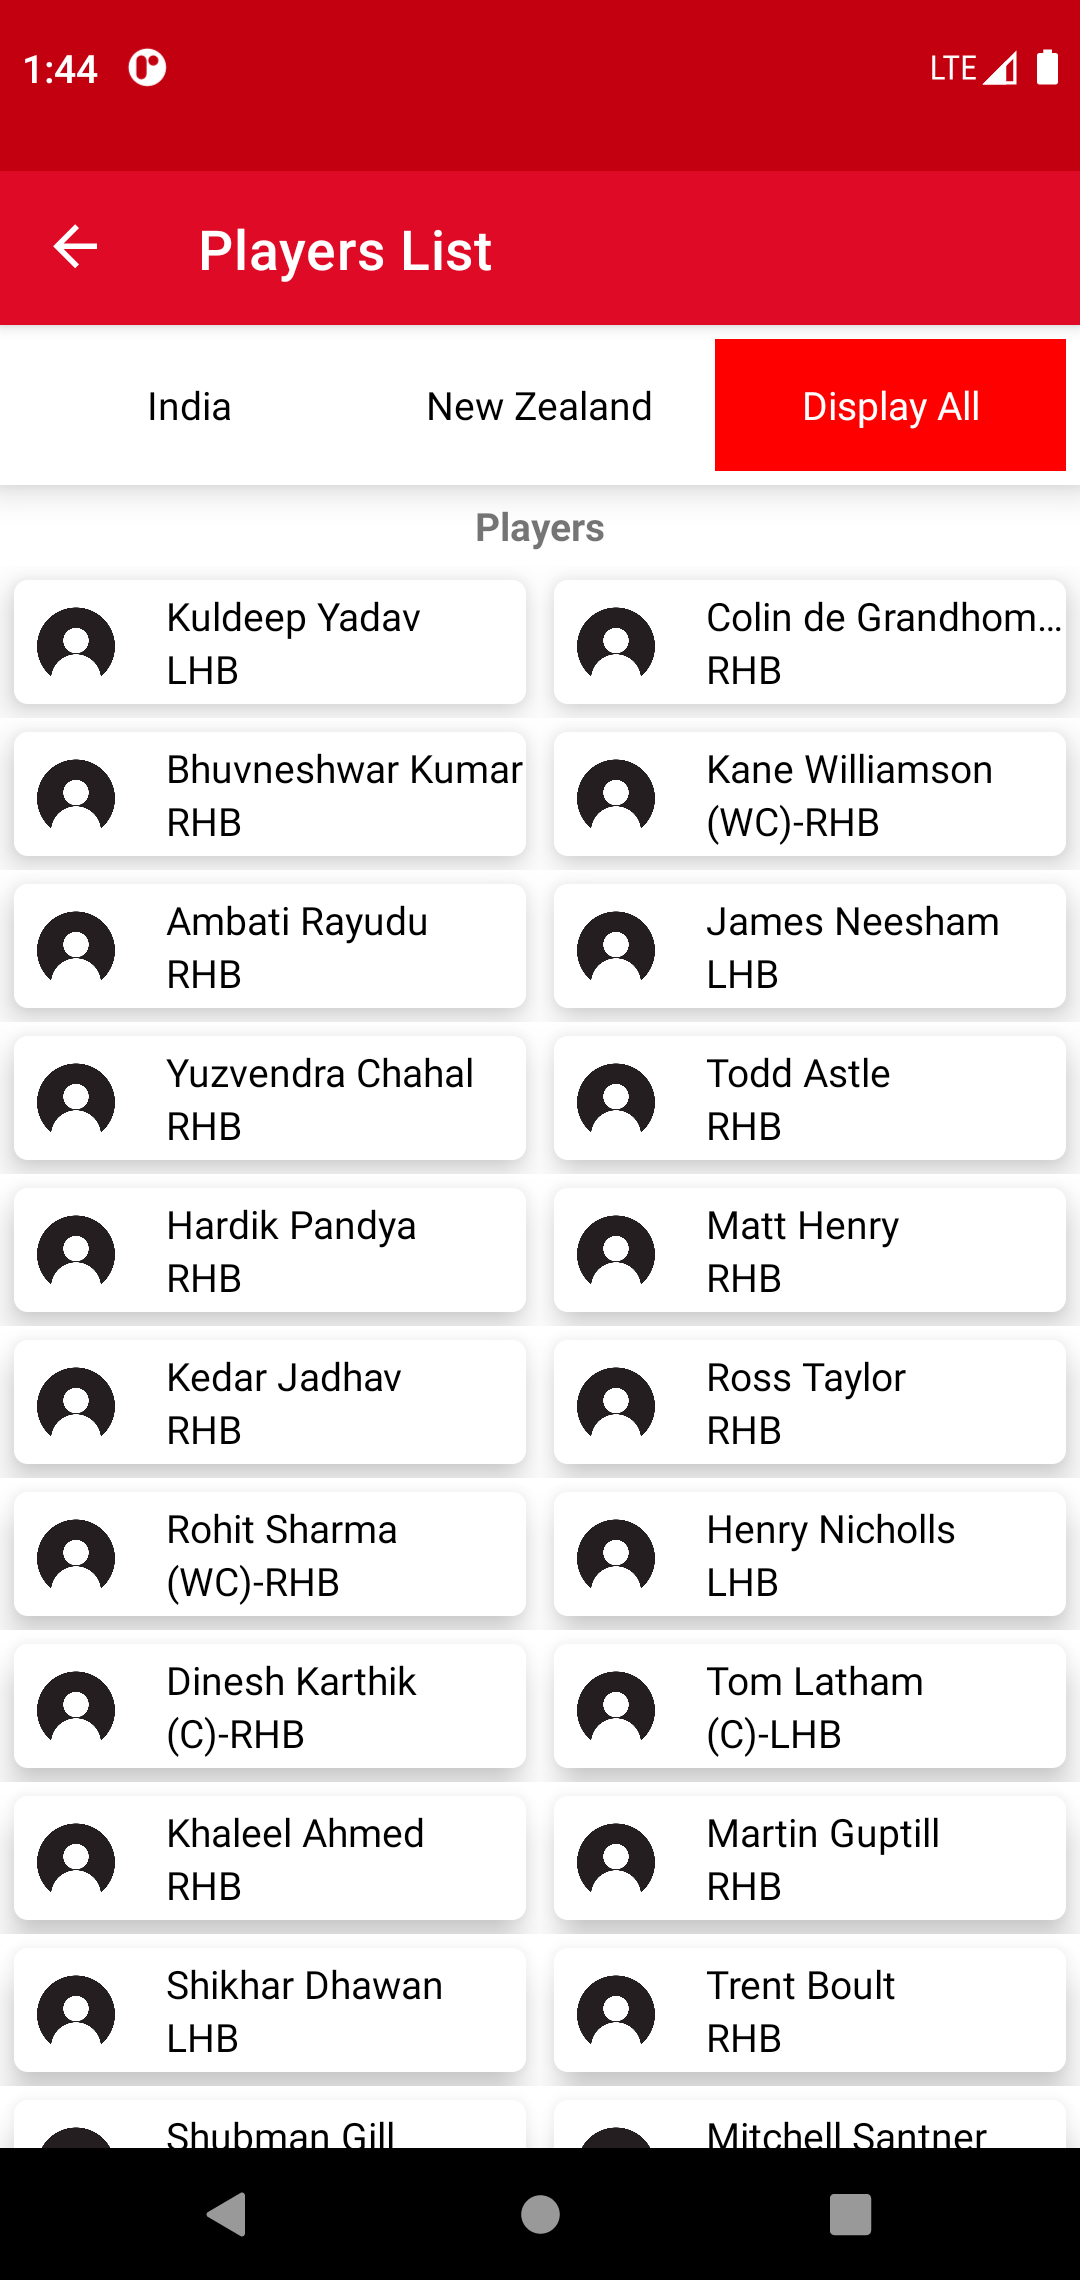 1:44 LTE
Players List
India New Zealand Display All
Players
Kuldeep Yadav
LHB
Colin de Grandhom...
RHB
Bhuvneshwar Kumar
RHB
Kane Williamson
(WC)-RHB
Ambati Rayudu
RHB
James Neesham
LHB
Yuzvendra Chahal
RHB
Todd Astle
RHB
Hardik Pandya
RHB
Matt Henry
RHB
Kedar Jadhav
RHB
Ross Taylor
RHB
Rohit Sharma
(WC)-RHB
Henry Nicholls
LHB
Dinesh Karthik
(C)-RHB
Tom Latham
(C)-LHB
Khaleel Ahmed
RHB
Martin Guptill
RHB
Shikhar Dhawan
LHB
Trent Boult
RHB
Shubman Gill
Mitchell Santner